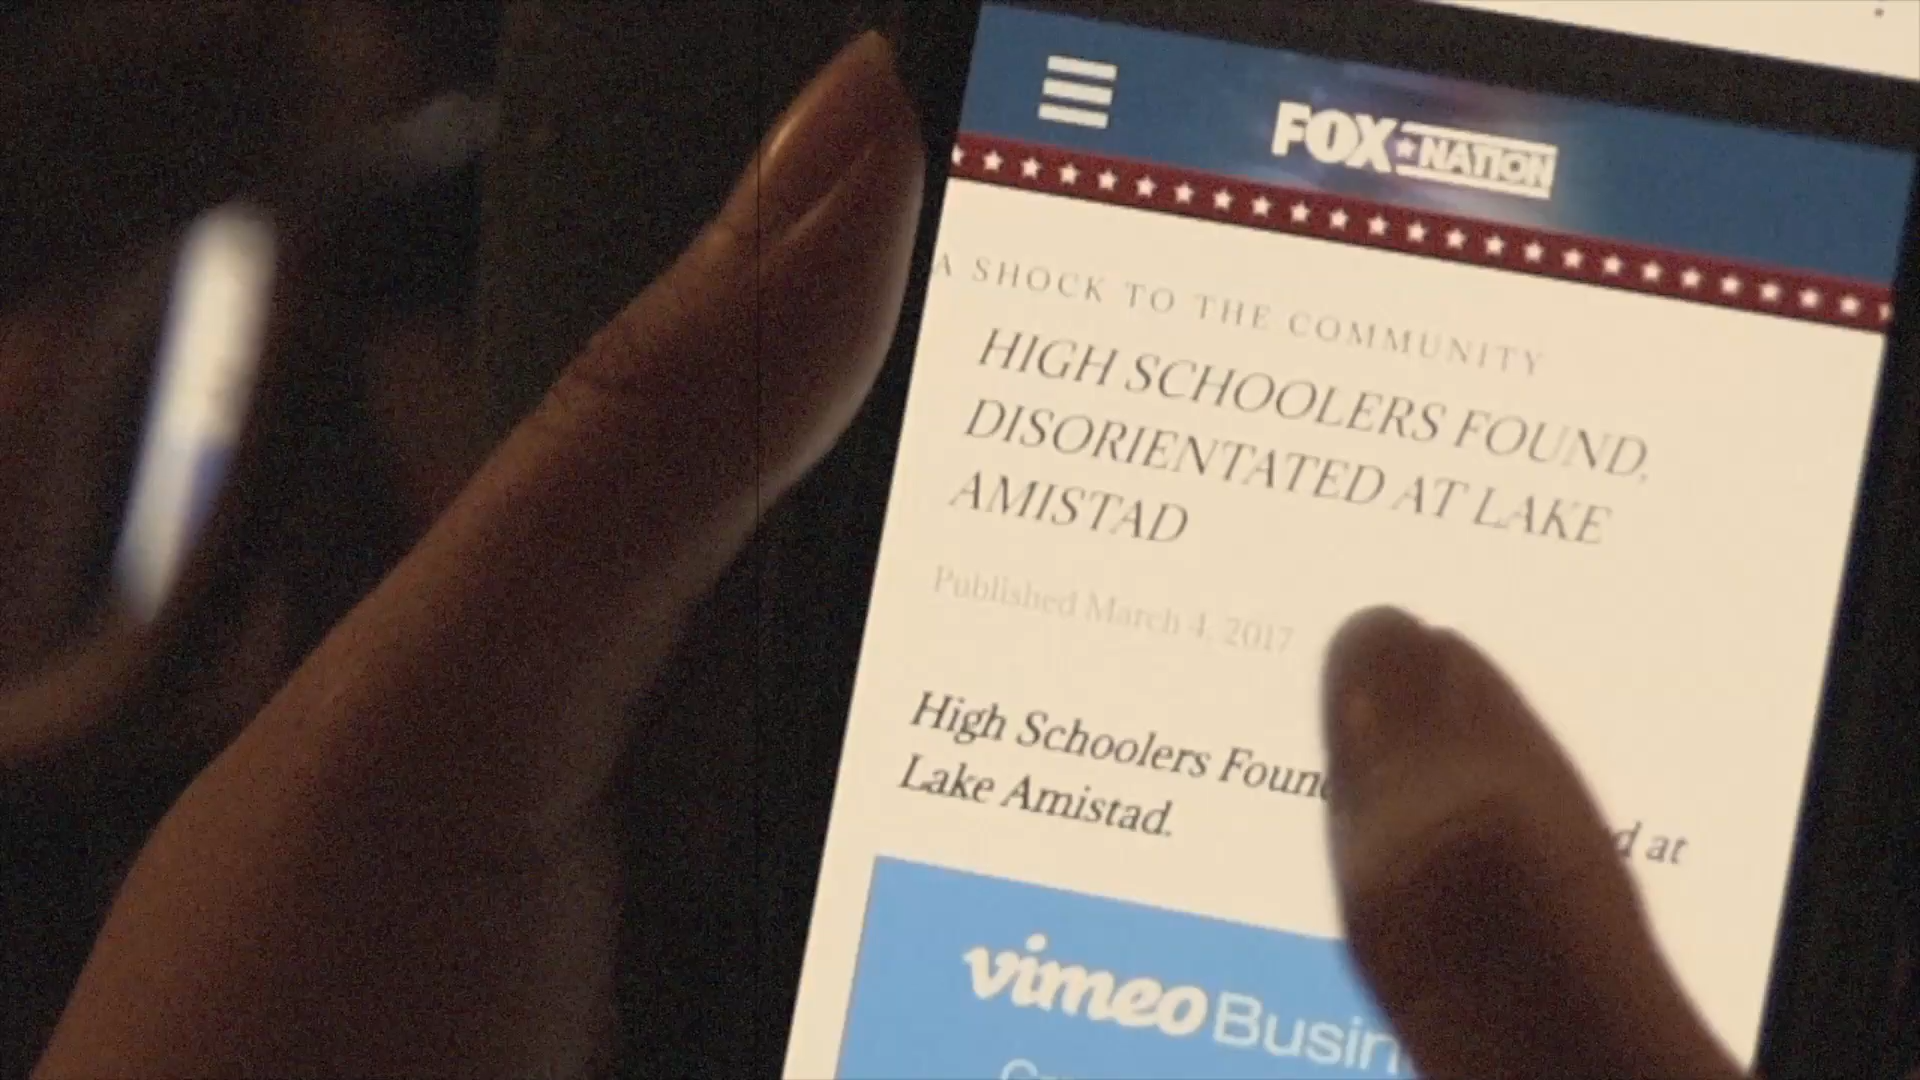 FOX NATION
A SHOCK TO THE COMMUNITY
HIGH SCHOOLERS FOUND,
DISORIENTATED AT LAKE
AMISTAD
Published March 4, 2017
High Schoolers Foun d at
Lake Amistad.
vimeo Busin